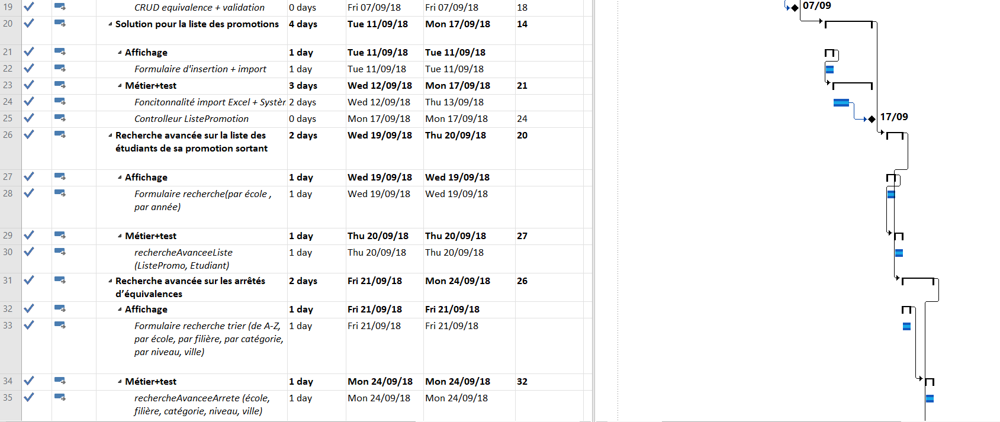 19 CRUD equivalence + validation 0 days Fri 07/09/18 Fri 07/09/18 18
07/09
20 Solution pour la liste des promotions 4 days Tue 11/09/18 Mon 17/09/18 14
21 Affichage 1 day Tue 11/09/18 Tue 11/09/18
22 Formulaire d'insertion + import 1 day Tue 11/09/18 Tue 11/09/18
23 Métier+test 3 days Wed 12/09/18 Mon 17/09/18 21
24 Foncitonnalité import Excel + Systèr 2 days Wed 12/09/18 Thu 13/09/18
25 Controlleur ListePromotion 0 days Mon 17/09/18 Mon 17/09/18 24
17/09
26 Recherche avancée sur la liste des 2 days Wed 19/09/18 Thu 20/09/18 20
étudiants de sa promotion sortant
27 Affichage 1 day Wed 19/09/18 Wed 19/09/18
28 Formulaire recherche(par école , 1 day Wed 19/09/18 Wed 19/09/18
par année)
29 Métier+test 1 day Thu 20/09/18 Thu 20/09/18 27
30 rechercheAvanceeListe 1 day Thu 20/09/18 Thu 20/09/18
(ListePromo, Etudiant)
31 Recherche avancée sur les arrêtés 2 days Fri 21/09/18 Mon 24/09/18 26
d’équivalences
32 Affichage 1 day Fri 21/09/18 Fri 21/09/18
33 Formulaire recherche trier (de A-Z, 1 day Fri 21/09/18 Fri 21/09/18
par école, par filière, par catégorie,
par niveau, ville)
34 Métier+test 1 day Mon 24/09/18 Mon 24/09/18 32
35 rechercheAvanceeArrete (école, 1 day Mon 24/09/18 Mon 24/09/18
filière, catégorie, niveau, ville)